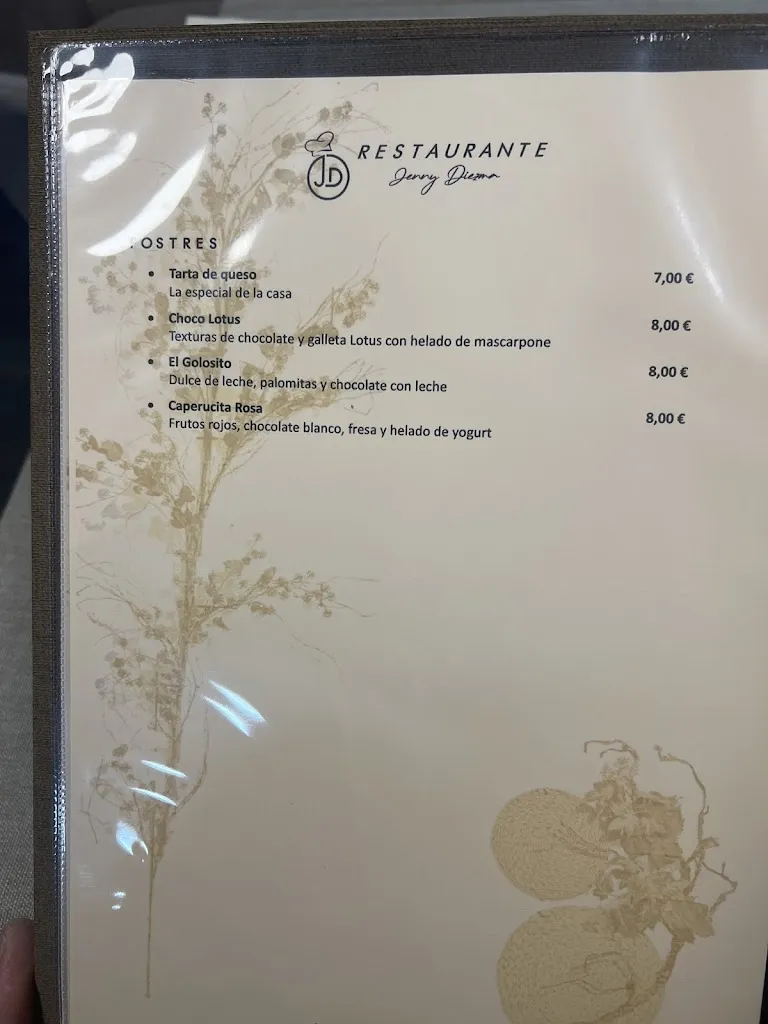 JD
RESTAURANTE
Jenny Diezma
POSTRES
• Tarta de queso 7,00 €
La especial de la casa
• Choco Lotus 8,00 €
Texturas de chocolate y galleta Lotus con helado de mascarpone
• El Golosito 8,00 €
Dulce de leche, palomitas y chocolate con leche
• Caperucita Rosa 8,00 €
Frutos rojos, chocolate blanco, fresa y helado de yogurt